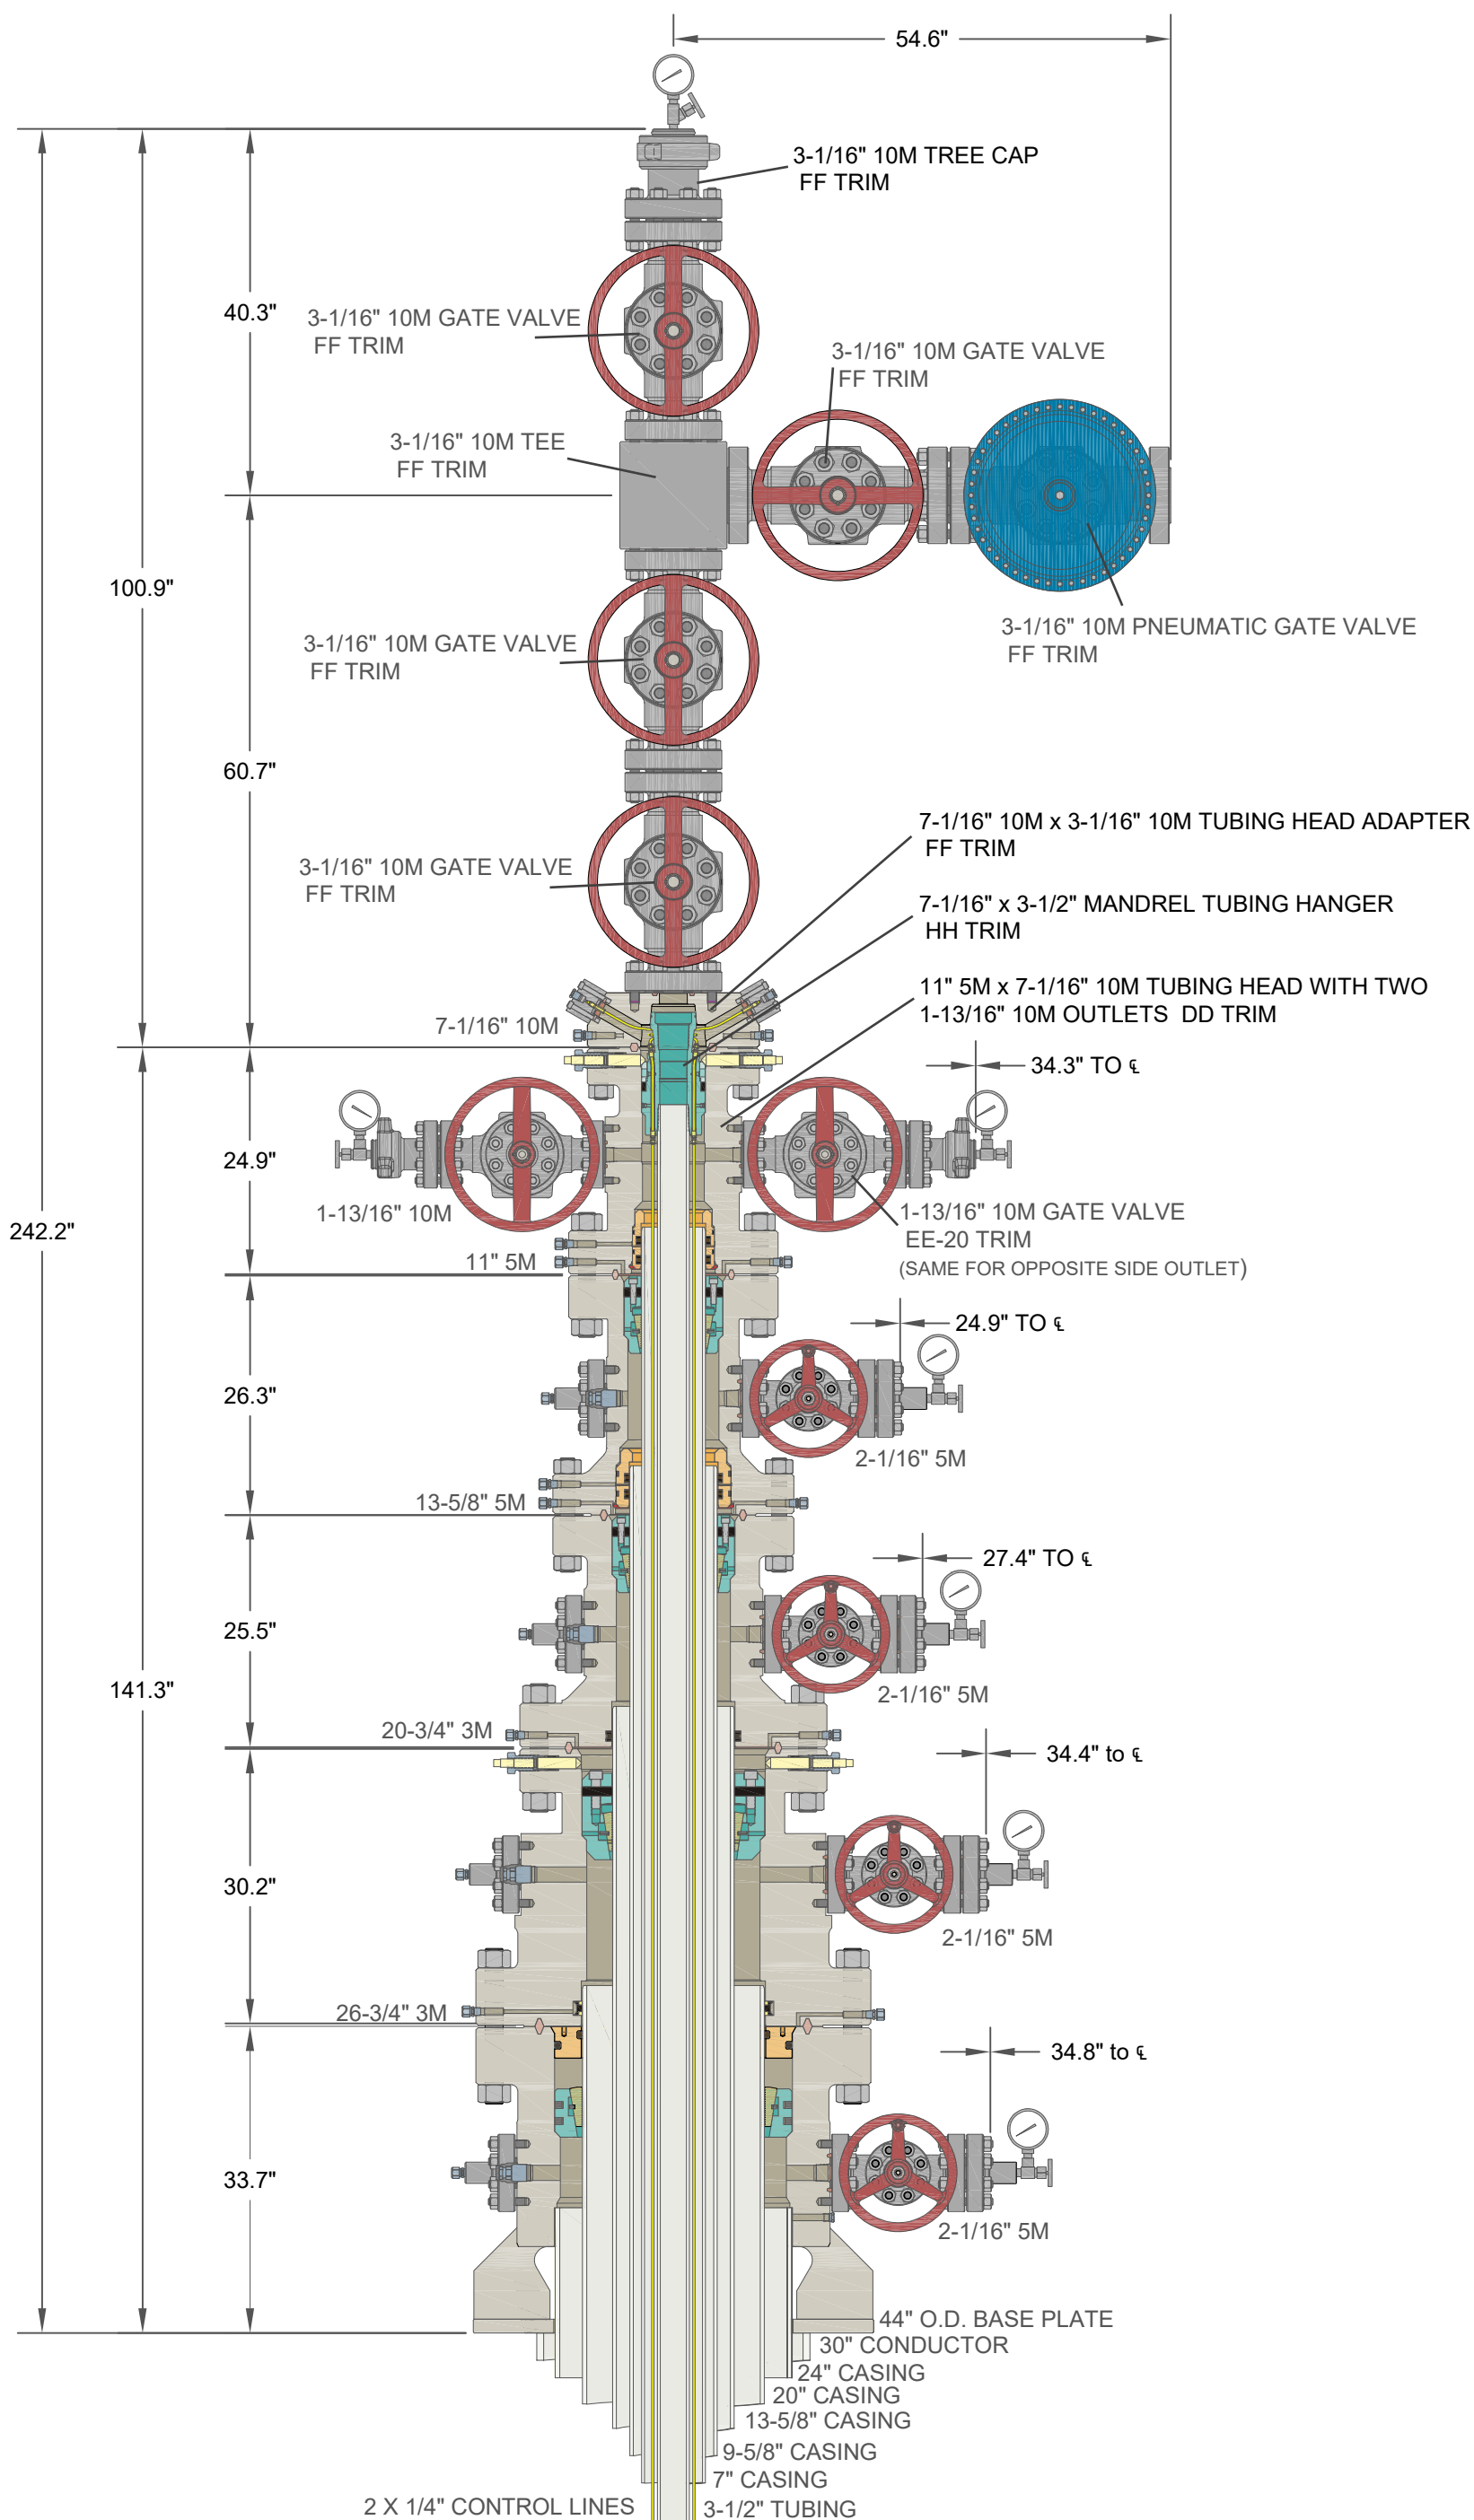 54.6"
3-1/16" 10M TREE CAP
FF TRIM
40.3"
3-1/16" 10M GATE VALVE
FF TRIM
3-1/16" 10M GATE VALVE
FF TRIM
3-1/16" 10M TEE
FF TRIM
100.9"
3-1/16" 10M PNEUMATIC GATE VALVE
FF TRIM
3-1/16" 10M GATE VALVE
FF TRIM
60.7"
7-1/16" 10M x 3-1/16" 10M TUBING HEAD ADAPTER
FF TRIM
3-1/16" 10M GATE VALVE
FF TRIM
7-1/16" x 3-1/2" MANDREL TUBING HANGER
HH TRIM
11" 5M x 7-1/16" 10M TUBING HEAD WITH TWO
1-13/16" 10M OUTLETS DD TRIM
7-1/16" 10M
34.3" TO ℄
24.9"
1-13/16" 10M
1-13/16" 10M GATE VALVE
EE-20 TRIM
(SAME FOR OPPOSITE SIDE OUTLET)
242.2"
11" 5M
24.9" TO ℄
26.3"
2-1/16" 5M
13-5/8" 5M
27.4" TO ℄
25.5"
141.3"
2-1/16" 5M
20-3/4" 3M
34.4" to ℄
30.2"
2-1/16" 5M
26-3/4" 3M
34.8" to ℄
33.7"
2-1/16" 5M
44" O.D. BASE PLATE
30" CONDUCTOR
24" CASING
20" CASING
13-5/8" CASING
9-5/8" CASING
7" CASING
2 X 1/4" CONTROL LINES
3-1/2" TUBING